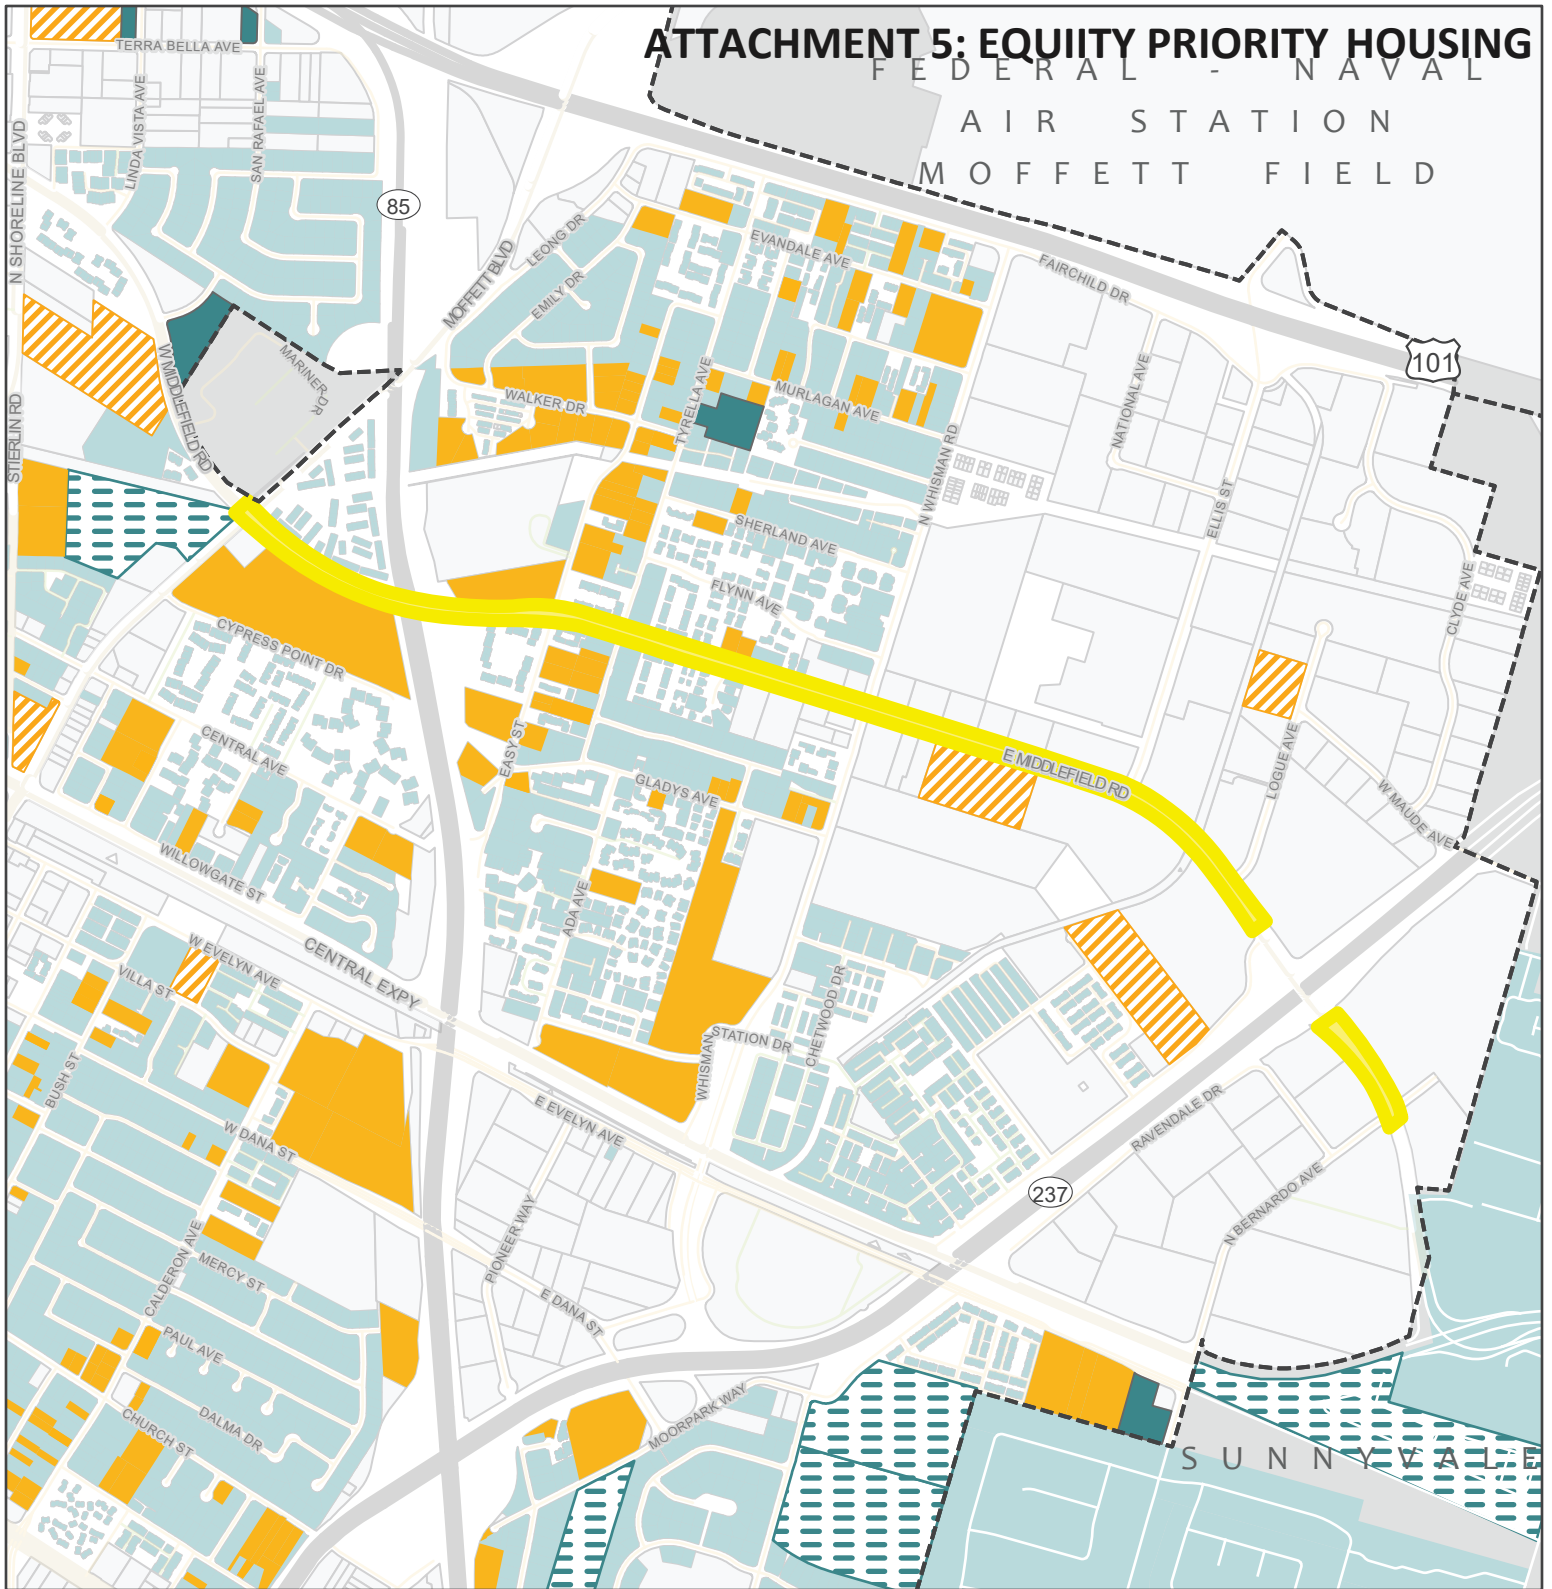 ATTACHMENT 5: EQUIITY PRIORITY HOUSING
FEDERAL - NAVAL
AIR STATION
MOFFETT FIELD
TERRA BELLA AVE
LINDA VISTA AVE
SAN RAFAEL AVE
N SHORELINE BLVD
85
MOFFETT BLVD
LEONG DR
EMILY DR
EVANDALE AVE
FAIRCHILD DR
101
MARINER DR
W MIDDLEFIELD RD
STIERLIN RD
WALKER DR
TYRELLA AVE
MURLAGAN AVE
NATIONAL AVE
N WHISMAN RD
ELLIS ST
SHERLAND AVE
FLYNN AVE
CLYDE AVE
CYPRESS POINT DR
CENTRAL AVE
EASY ST
GLADYS AVE
E MIDDLEFIELD RD
LOGUE AVE
W MAUDE AVE
WILLOWGATE ST
ADA AVE
W EVELYN AVE
CENTRAL EXPY
VILLA ST
CHETWOOD DR
STATION DR
WHISMAN
BUSH ST
E EVELYN AVE
RAVENDALE DR
W DANA ST
237
N BERNARDO AVE
PIONEER WAY
CALDERON AVE
MERCY ST
E DANA ST
PAUL AVE
DALMA DR
CHURCH ST
MOORPARK WAY
SUNNYVALE